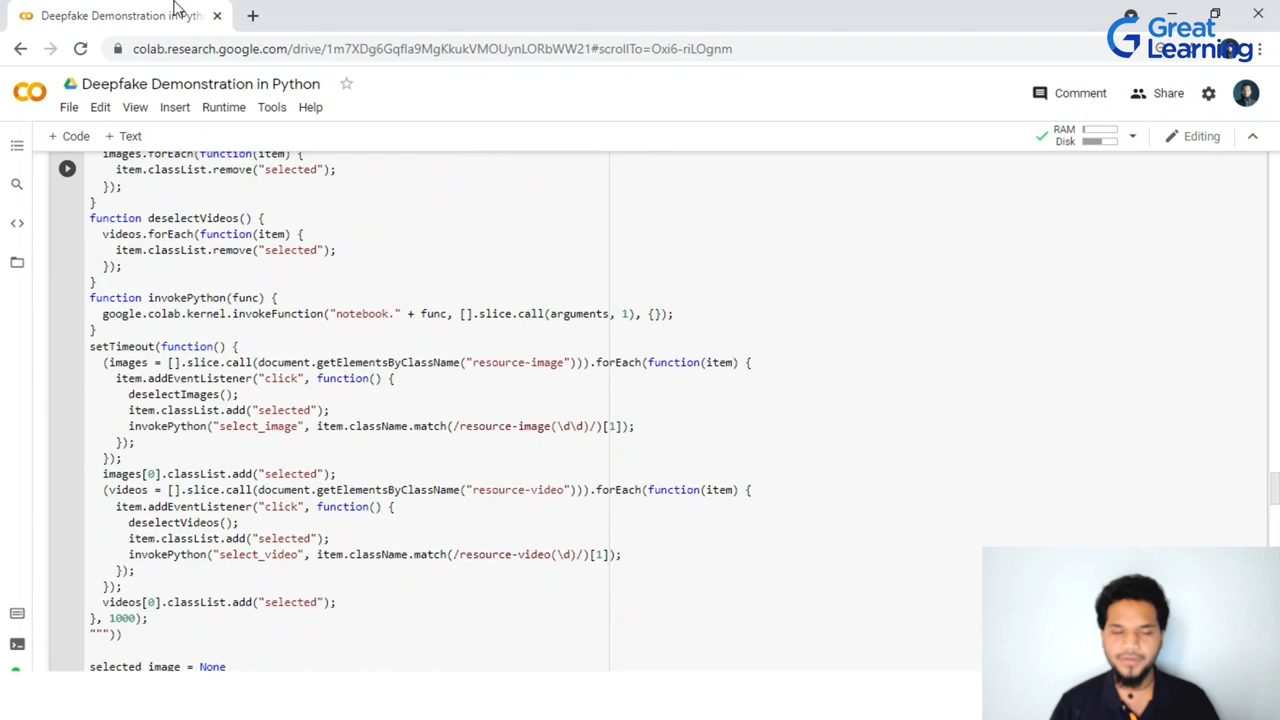 Deepfake Demonstration in Pyth
colab.research.google.com/drive/1m7XDg6Gqfla9MgKkukVMOUynLORbWW21#scrollTo=Oxi6-riLOgnm
Great
Learning
Deepfake Demonstration in Python
Comment
Share
File Edit View Insert Runtime Tools Help
+ Code + Text
RAM
Disk
Editing
images.forEach(function(item) {
item.classList.remove("selected");
});
}
function deselectVideos() {
videos.forEach(function(item) {
item.classList.remove("selected");
});
}
function invokePython(func) {
google.colab.kernel.invokeFunction("notebook." + func, [].slice.call(arguments, 1), {});
}
setTimeout(function() {
(images = [].slice.call(document.getElementsByClassName("resource-image"))).forEach(function(item) {
item.addEventListener("click", function() {
deselectImages();
item.classList.add("selected");
invokePython("select_image", item.className.match(/resource-image(\d\d)/)[1]);
});
});
images[0].classList.add("selected");
(videos = [].slice.call(document.getElementsByClassName("resource-video"))).forEach(function(item) {
item.addEventListener("click", function() {
deselectVideos();
item.classList.add("selected");
invokePython("select_video", item.className.match(/resource-video(\d)/)[1]);
});
});
videos[0].classList.add("selected");
}, 1000);
"""))
selected_image = None